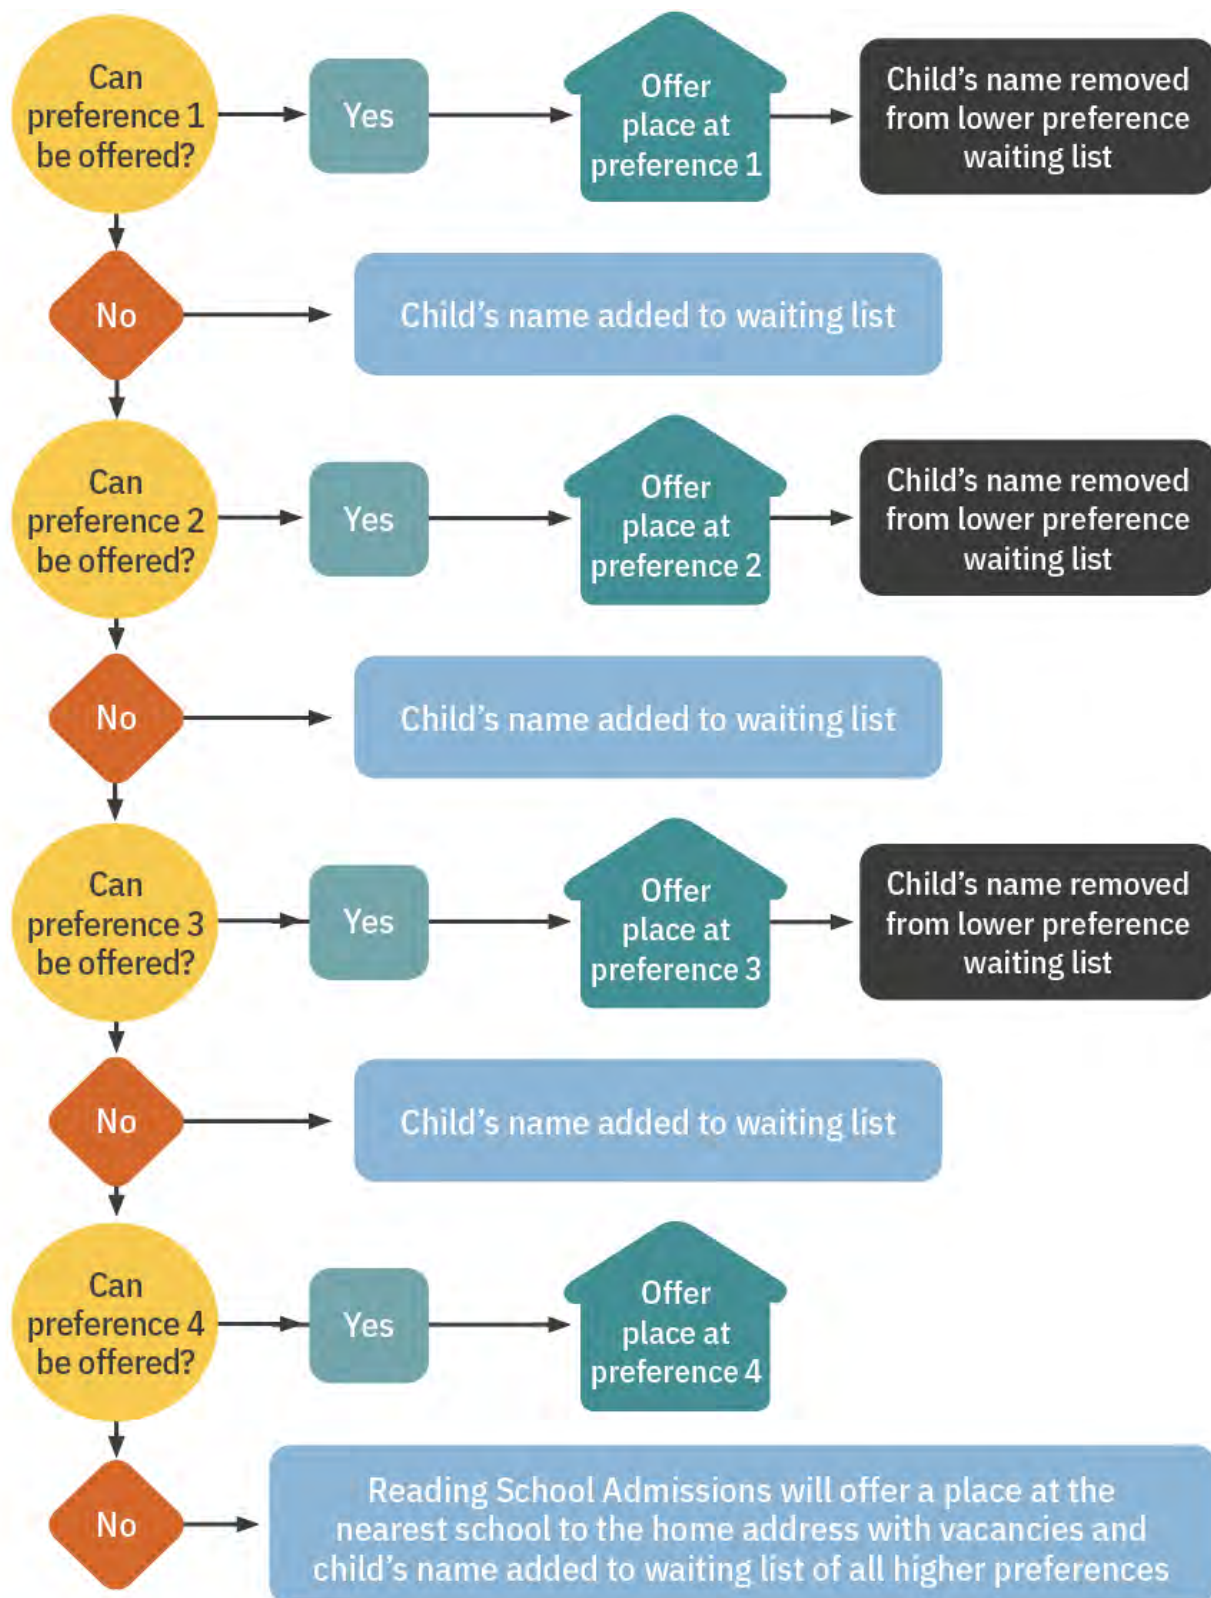 Can
preference 1
be offered?
Yes
Offer
place at
preference 1
Child's name removed
from lower preference
waiting list
No
Child's name added to waiting list
Can
preference 2
be offered?
Yes
Offer
place at
preference 2
Child's name removed
from lower preference
waiting list
No
Child's name added to waiting list
Can
preference 3
be offered?
Yes
Offer
place at
preference 3
Child's name removed
from lower preference
waiting list
No
Child's name added to waiting list
Can
preference 4
be offered?
Yes
Offer
place at
preference 4
No
Reading School Admissions will offer a place at the
nearest school to the home address with vacancies and
child's name added to waiting list of all higher preferences